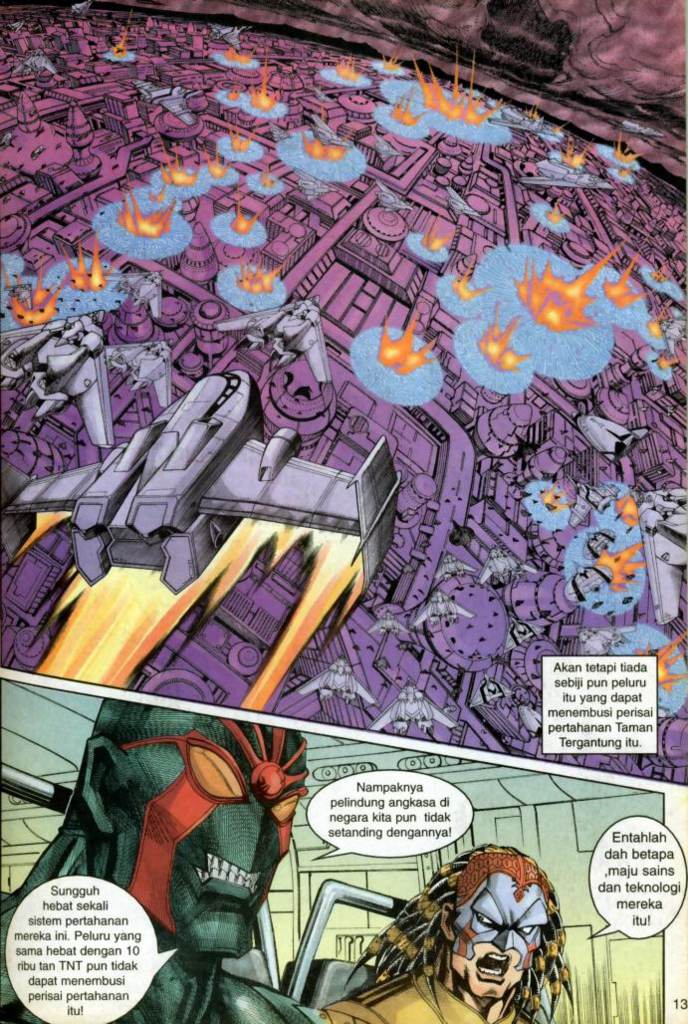 Akan tetapi tiada
sebiji pun peluru
itu yang dapat
menembusi perisai
pertahanan Taman
Tergantung itu.
Nampaknya
pelindung angkasa di
negara kita pun tidak
setanding dengannya!
Sungguh
hebat sekali
sistem pertahanan
mereka ini. Peluru yang
sama hebat dengan 10
ribu tan TNT pun tidak
dapat menembusi
perisai pertahanan
itu!
Entahlah
dah betapa
,maju sains
dan teknologi
mereka
itu!
13